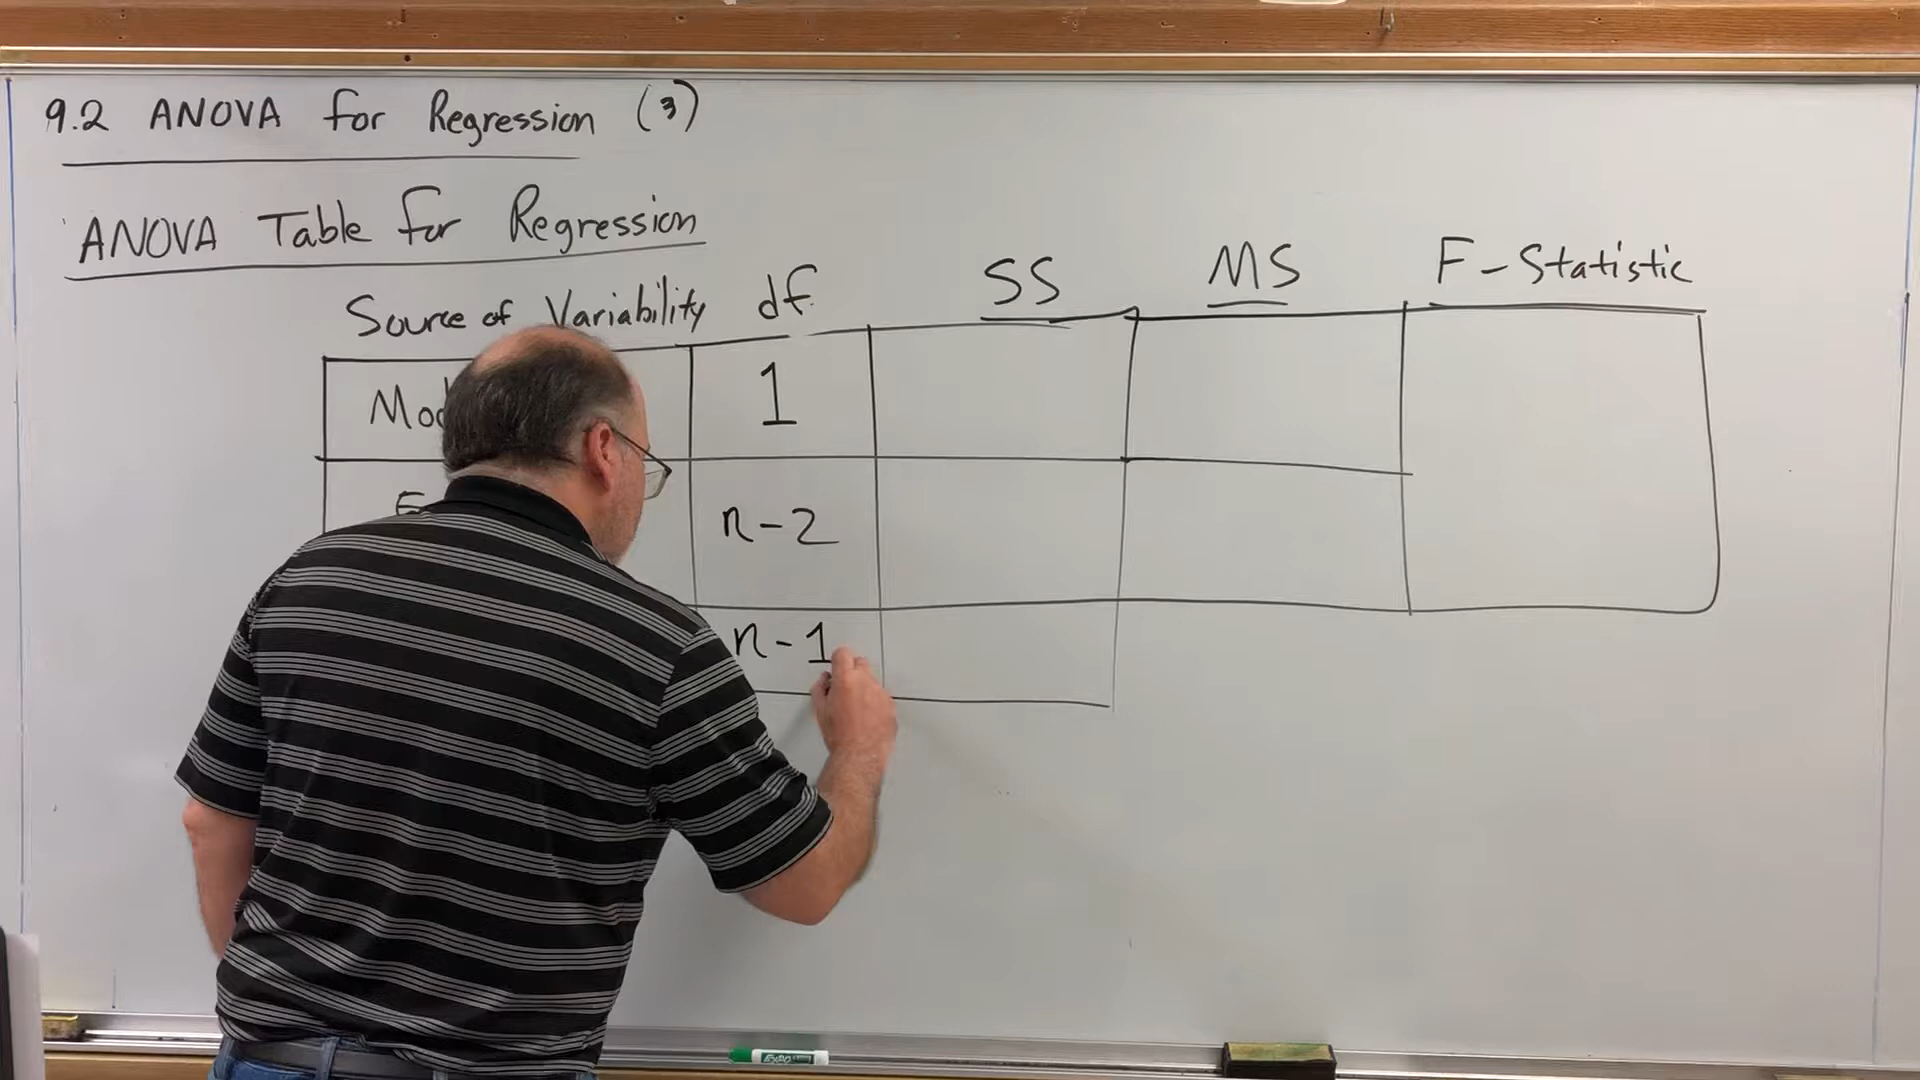 9.2 ANOVA for Regression (3)
ANOVA Table for Regression
Source of Variability df SS MS F-Statistic
1
n-2
n-1
EXPO